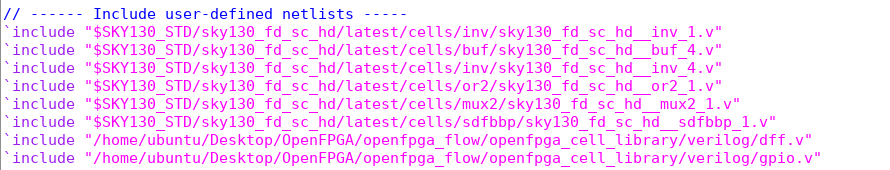 // ------ Include user-defined netlists -----
`include "$SKY130_STD/sky130_fd_sc_hd/latest/cells/inv/sky130_fd_sc_hd__inv_1.v"
`include "$SKY130_STD/sky130_fd_sc_hd/latest/cells/buf/sky130_fd_sc_hd__buf_4.v"
`include "$SKY130_STD/sky130_fd_sc_hd/latest/cells/inv/sky130_fd_sc_hd__inv_4.v"
`include "$SKY130_STD/sky130_fd_sc_hd/latest/cells/or2/sky130_fd_sc_hd__or2_1.v"
`include "$SKY130_STD/sky130_fd_sc_hd/latest/cells/mux2/sky130_fd_sc_hd__mux2_1.v"
`include "$SKY130_STD/sky130_fd_sc_hd/latest/cells/sdfbbp/sky130_fd_sc_hd__sdfbbp_1.v"
`include "/home/ubuntu/Desktop/OpenFPGA/openfpga_flow/openfpga_cell_library/verilog/dff.v"
`include "/home/ubuntu/Desktop/OpenFPGA/openfpga_flow/openfpga_cell_library/verilog/gpio.v"